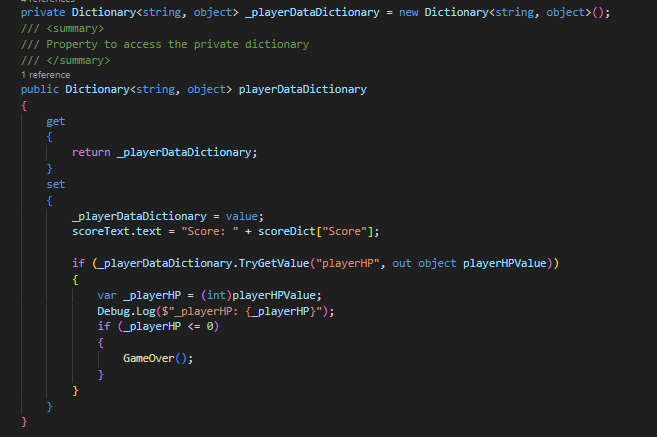 4 references
private Dictionary<string, object> _playerDataDictionary = new Dictionary<string, object>();
/// <summary>
/// Property to access the private dictionary
/// </summary>
1 reference
public Dictionary<string, object> playerDataDictionary
{
    get
    {
        return _playerDataDictionary;
    }
    set
    {
        _playerDataDictionary = value;
        scoreText.text = "Score: " + scoreDict["Score"];

        if (_playerDataDictionary.TryGetValue("playerHP", out object playerHPValue))
        {
            var _playerHP = (int)playerHPValue;
            Debug.Log($"_playerHP: {_playerHP}");
            if (_playerHP <= 0)
            {
                GameOver();
            }
        }
    }
}